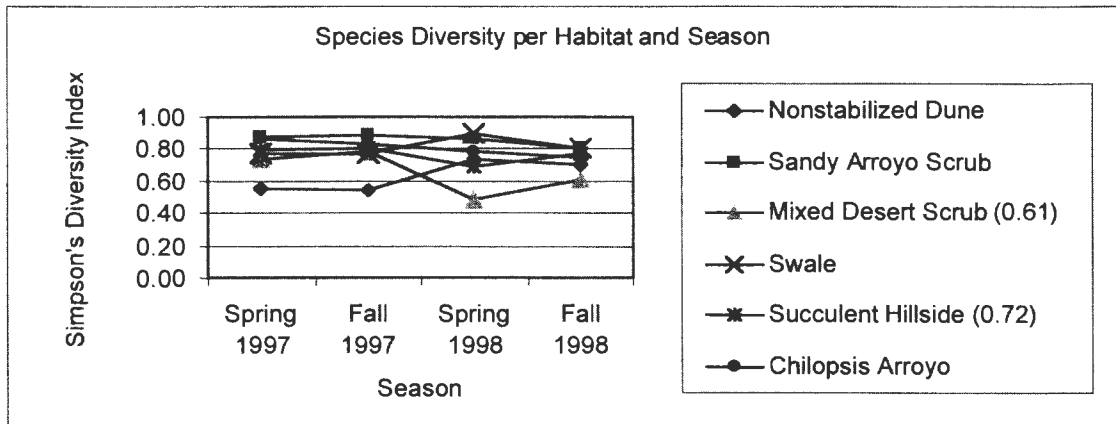 Species Diversity per Habitat and Season
Simpson's Diversity Index
1.00
0.80
0.60
0.40
0.20
0.00
Spring 1997
Fall 1997
Spring 1998
Fall 1998
Season
Nonstabilized Dune
Sandy Arroyo Scrub
Mixed Desert Scrub (0.61)
Swale
Succulent Hillside (0.72)
Chilopsis Arroyo